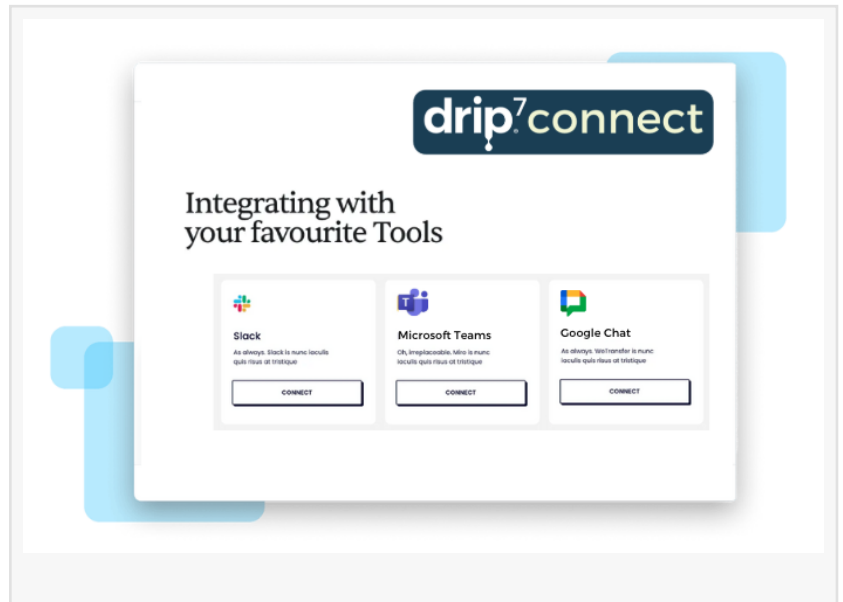 drip.7connect
Integrating with
your favourite Tools
Slack
As always. Slack is nunc iaculis
quis risus at tristique
CONNECT
Microsoft Teams
Oh, Irreplaceable. Miro is nunc
iaculis quis risus at tristique
CONNECT
Google Chat
As always. WeTransfer is nunc
iaculis quis risus at tristique
CONNECT